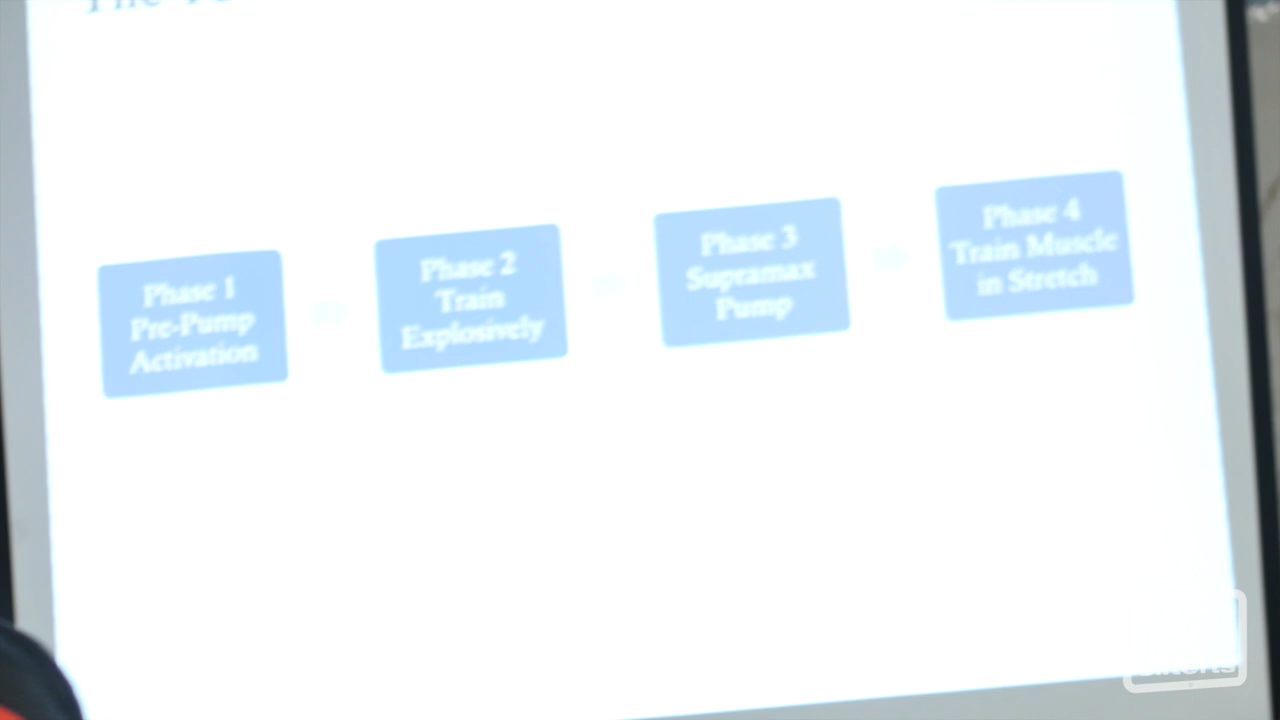 The
Phase 1
Pre-Pump
Activation
Phase 2
Train
Explosively
Phase 3
Supramax
Pump
Phase 4
Train Muscle
in Stretch